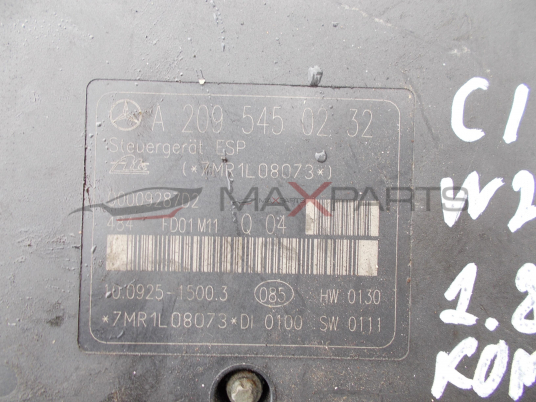 A 209 545 02 32
Steuergerät ESP
(*7MR1L08073*)
MAXPARTS
454 FD01M11 Q 04
10.0925-1500.3 085 HW 0130
*7MR1L08073*DI 0100 SW 0111
1.8